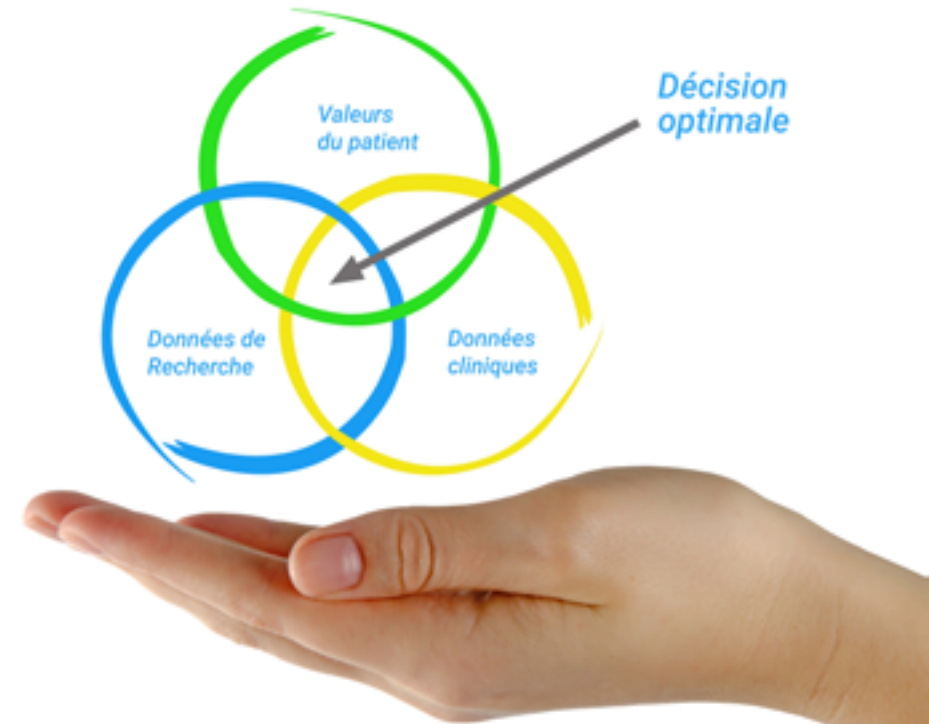 Décision
optimale
Valeurs
du patient
Données de
Recherche
Données
cliniques